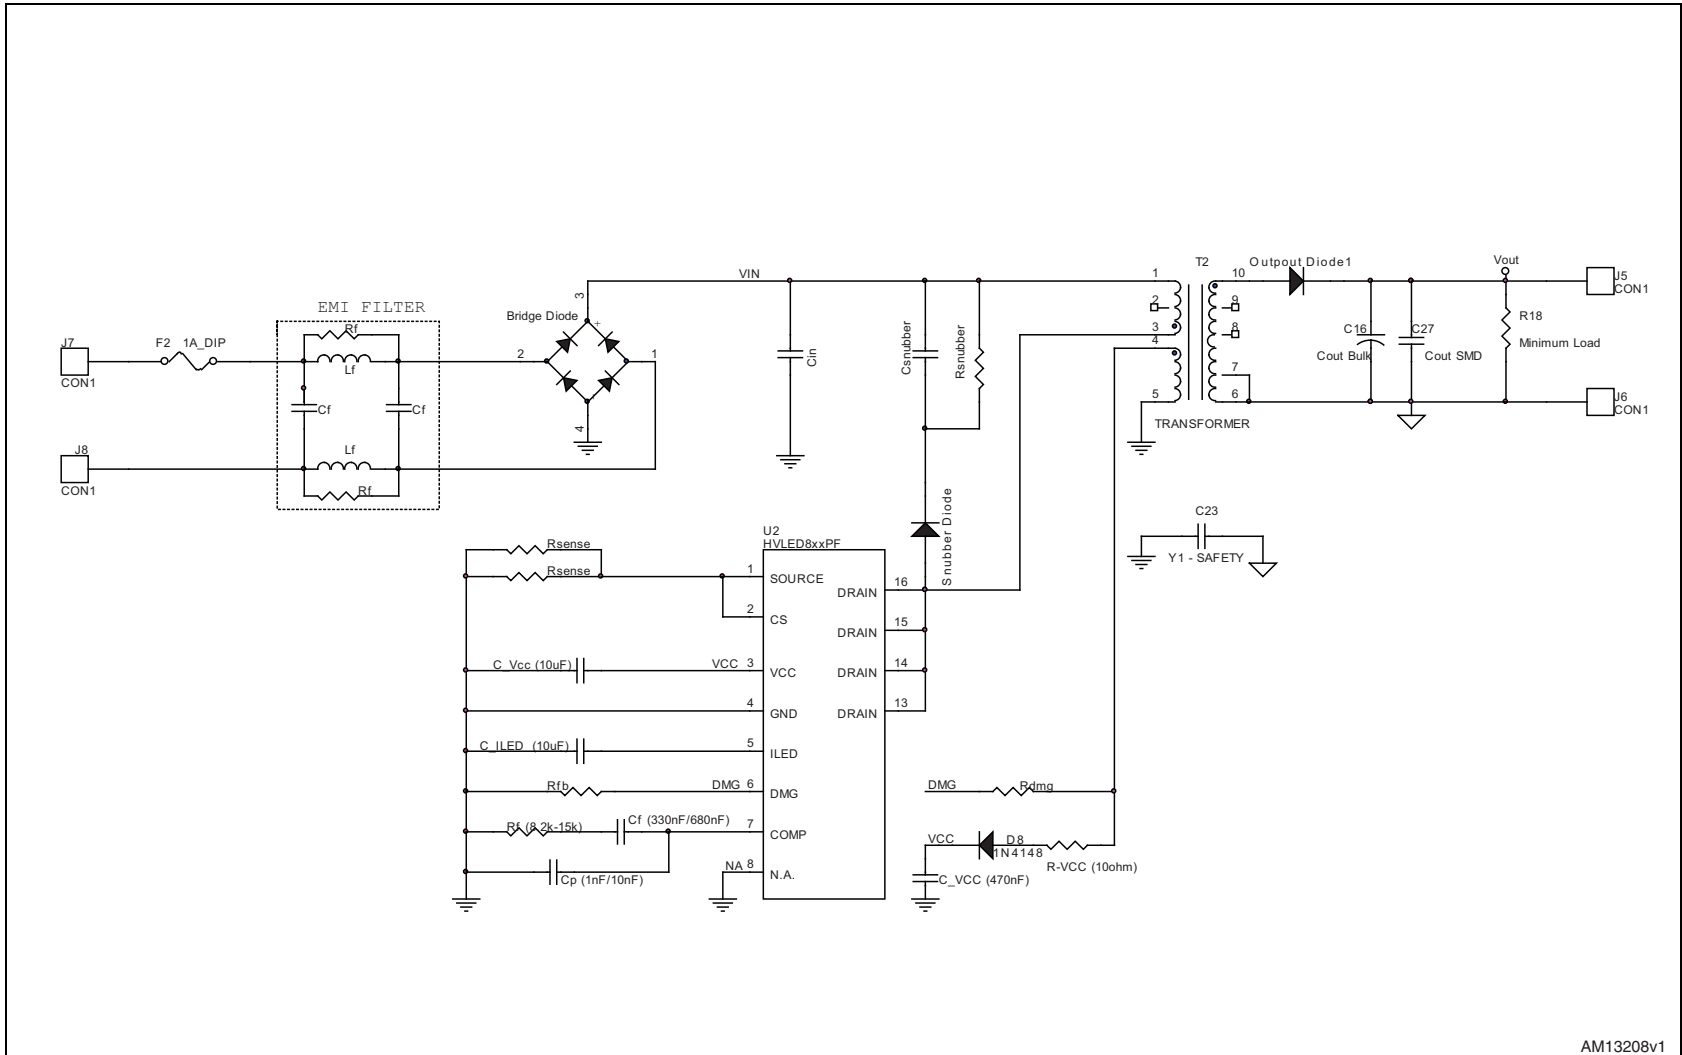 T2
1
2
3
4
5
10
9
8
7
6
TRANSFORMER
Outpout Diode1
Vout
J5
CON1
VIN
3
Bridge Diode
+
2
1
4
-
EMI FILTER
Rf
Lf
Cf
Cf
Lf
Rf
J7
CON1
F2 1A_DIP
J8
CON1
Cin
Csnubber
Rsnubber
Snubber Diode
C16
Cout Bulk
C27
Cout SMD
R18
Minimum Load
J6
CON1
C23
Y1 - SAFETY
U2
HVLED8xxPF
Rsense
Rsense
1
SOURCE
2
CS
C_Vcc (10uF)
VCC 3
VCC
4
GND
C_ILED (10uF)
5
ILED
Rfb
DMG 6
DMG
Rf (8.2k-15k)
Cf (330nF/680nF)
7
COMP
Cp (1nF/10nF)
NA 8
N.A.
16
DRAIN
15
DRAIN
14
DRAIN
13
DRAIN
DMG
Rdmg
VCC
D8
1N4148
R-VCC (10ohm)
C_VCC (470nF)
AM13208v1